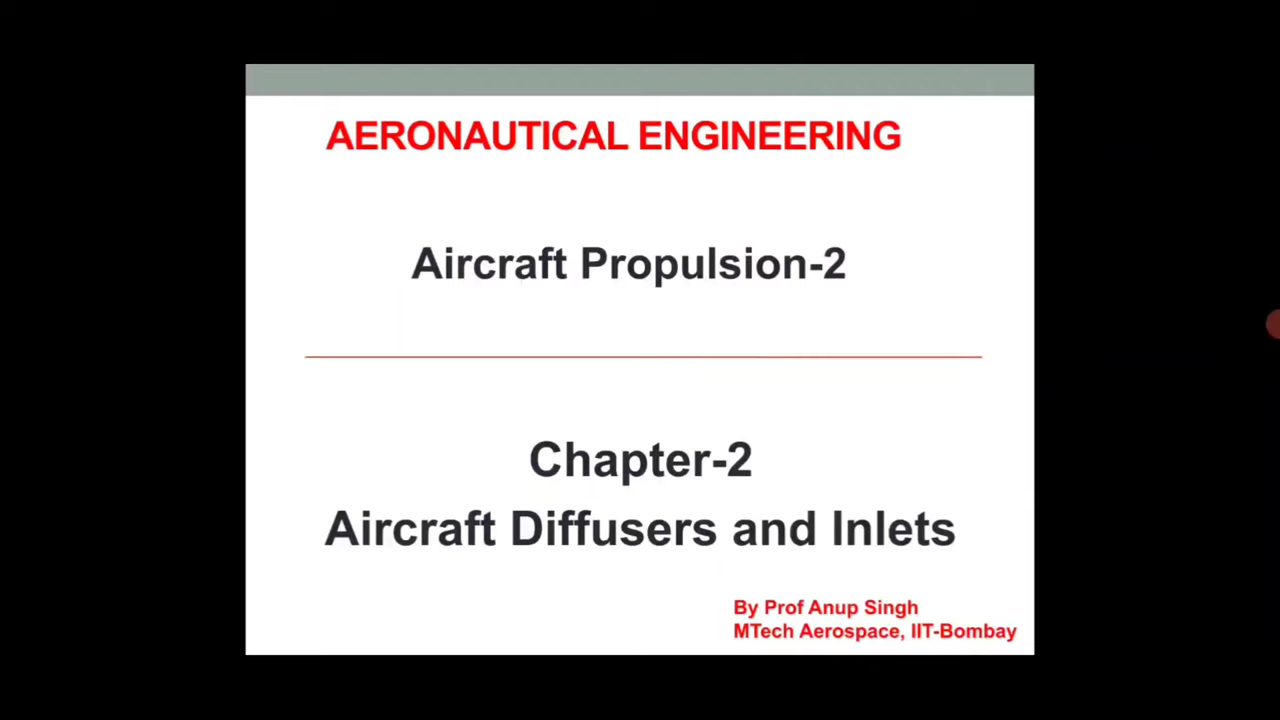 AERONAUTICAL ENGINEERING
Aircraft Propulsion-2
Chapter-2
Aircraft Diffusers and Inlets
By Prof Anup Singh
MTech Aerospace, IIT-Bombay